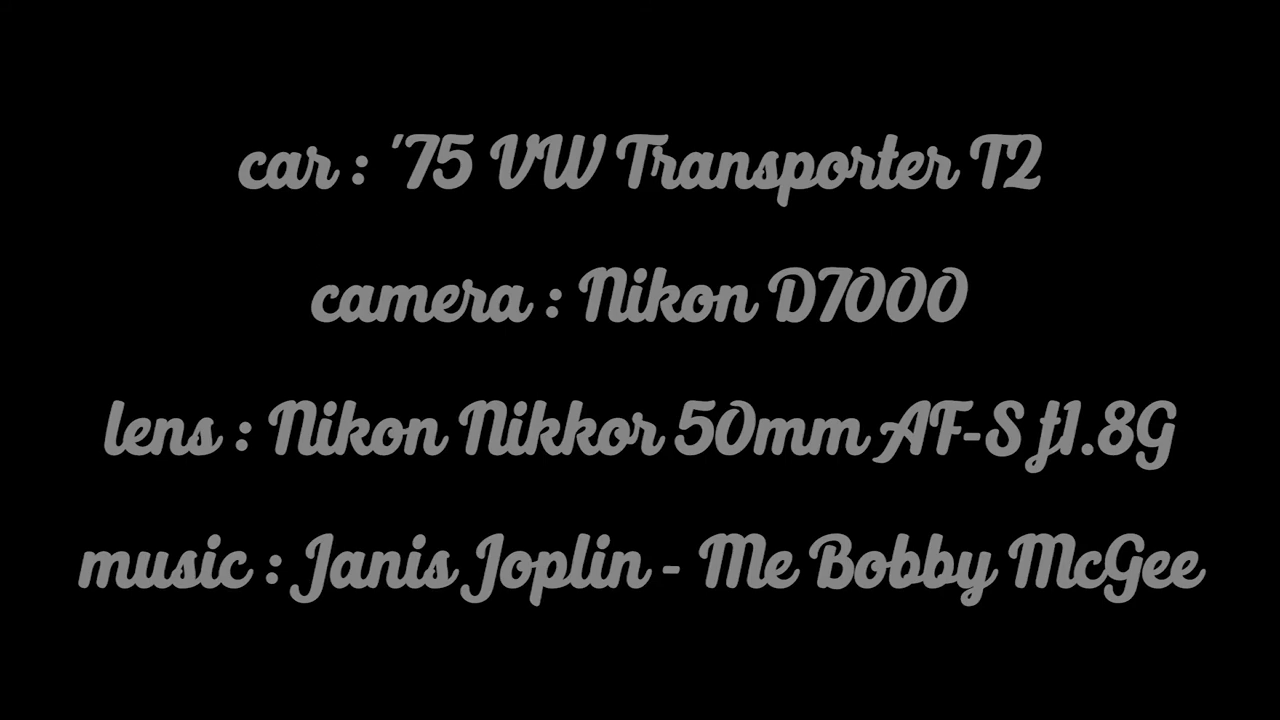 car : '75 VW Transporter T2
camera : Nikon D7000
lens : Nikon Nikkor 50mm AF-S f1.8G
music : Janis Joplin - Me Bobby McGee